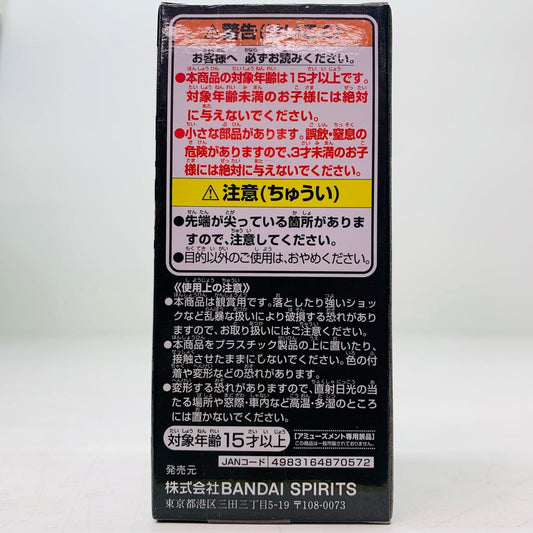 ⚠警告(けいこく)
お客様へ 必ずお読みください。
●本商品の対象年齢は15才以上です。
対象年齢未満のお子様には絶対
に与えないでください。
●小さな部品があります。誤飲・窒息の
危険がありますので、3才未満のお子
様には絶対に与えないでください。
⚠注意(ちゅうい)
●先端が尖っている箇所がありま
すので、注意してください。
●目的以外のご使用は、おやめください。
《使用上の注意》
●本商品は観賞用です。落としたり強いショッ
クなど乱暴な扱いにより破損する恐れがあり
ますので、お取り扱いにはご注意ください。
●本商品をプラスチック製品の上に置いたり、
接触させたままにしないでください。色の付
着や変形などの恐れがあります。
●変形する恐れがありますので、直射日光の当
たる場所や窓際・車内など高温・多湿のところ
には置かないでください。
対象年齢15才以上
【アミューズメント専用景品】
この商品は一般市販されておりません。
JANコード 4983164870572
発売元
株式会社BANDAI SPIRITS
東京都港区三田三丁目5-19 〒108-0073